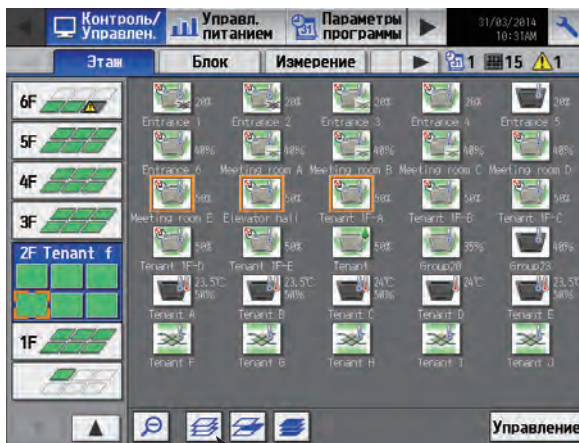 Контроль/ Управл. Параметры 31/03/2014
Управлен. питанием программы 10:31AM
Этаж Блок Измерение 1 15 1
6F 20% 20% 20% 20% 20%
Entrance 1 Entrance 2 Entrance 3 Entrance 4 Entrance 5
5F 40% 40% 40% 40% 40%
Entrance 6 Meeting room A Meeting room B Meeting room C Meeting room D
4F 50% 50% 50% 50% 50%
3F Meeting room E Elevator hall Tenant 1F-A Tenant 1F-B Tenant 1F-C
2F Tenant f 50% 50% 50% 35% 40%
Tenant 1F-D Tenant 1F-E Tenant Group20 Group23
23.5℃ 23.5℃ 24℃ 24℃ 23.5℃
50% 50% 50% 50%
Tenant A Tenant B Tenant C Tenant D Tenant E
1F
Tenant F Tenant G Tenant H Tenant I Tenant J
Управление